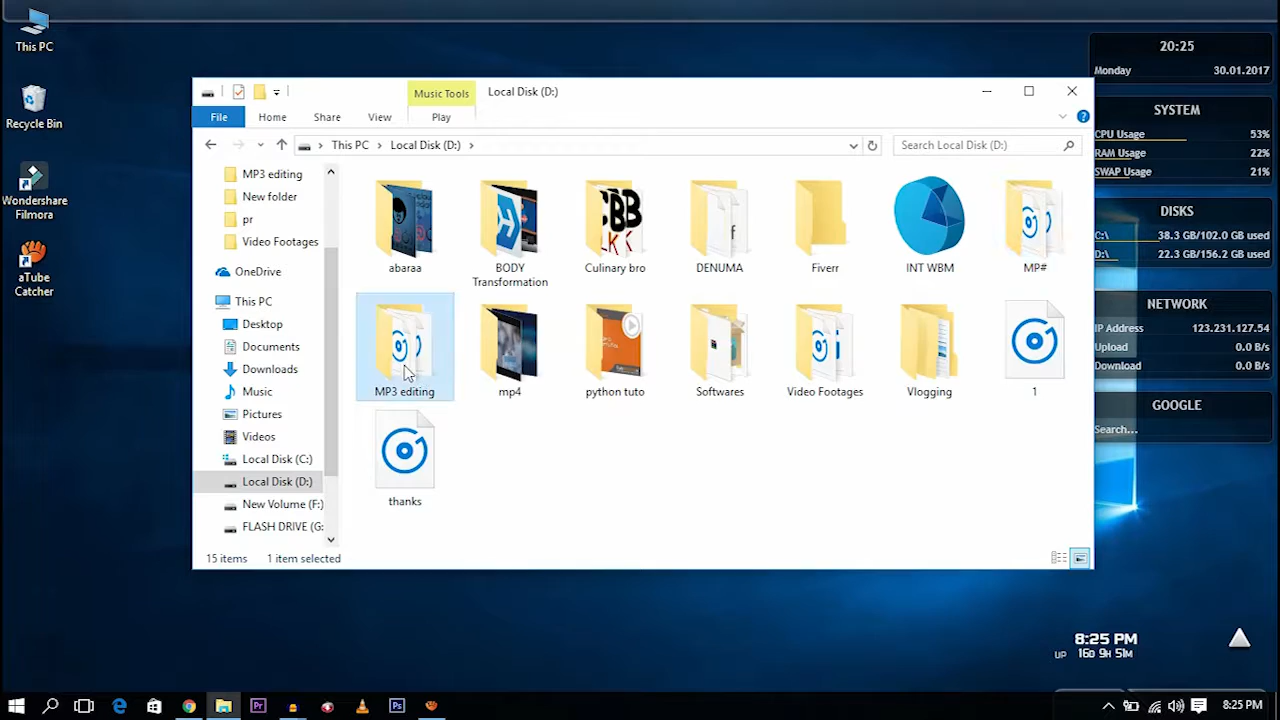 This PC
Recycle Bin
Wondershare
Filmora
aTube
Catcher
Music Tools
Local Disk (D:)
File
Home
Share
View
Play
This PC
Local Disk (D:)
Search Local Disk (D:)
MP3 editing
New folder
pr
Video Footages
OneDrive
This PC
Desktop
Documents
Downloads
Music
Pictures
Videos
Local Disk (C:)
Local Disk (D:)
New Volume (F:)
FLASH DRIVE (G:
abaraa
BODY
Transformation
Culinary bro
DENUMA
Fiverr
INT WBM
MP#
MP3 editing
mp4
python tuto
Softwares
Video Footages
Vlogging
1
thanks
15 items
1 item selected
20:25
Monday
30.01.2017
SYSTEM
CPU Usage
53%
RAM Usage
22%
SWAP Usage
21%
DISKS
C:\
38.3 GB/102.0 GB used
D:\
22.3 GB/156.2 GB used
NETWORK
IP Address
123.231.127.54
Upload
0.0 B/s
Download
0.0 B/s
GOOGLE
Search...
8:25 PM
UP 16D 9H 51M
8:25 PM